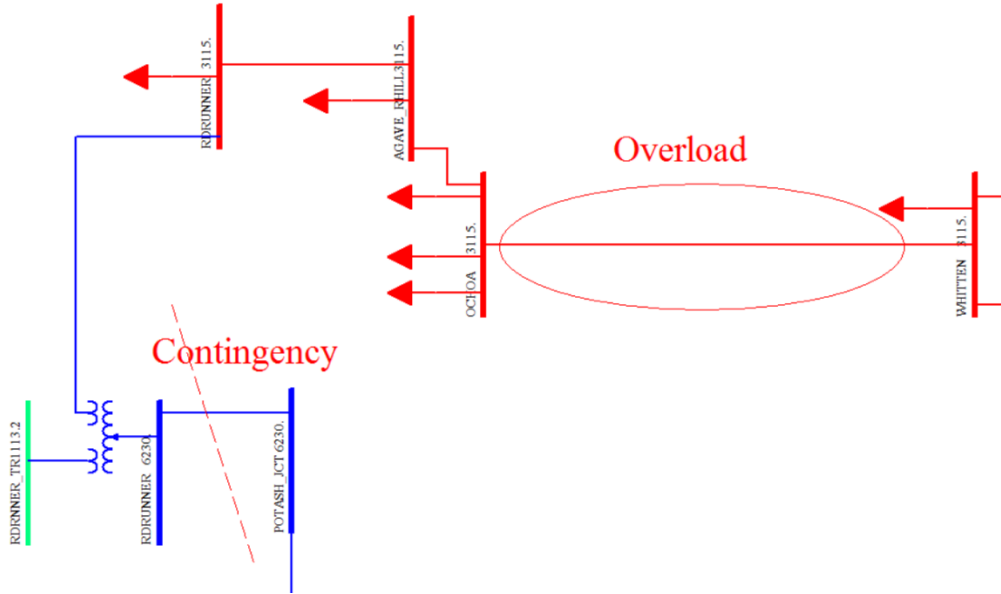 RDRUNNER 3115.
AGAVE_RHILL3115.
Overload
OCHOA 3115.
WHITTEN 3115.
Contingency
RDRNNER_TR1113.2
RDRUNNER 6230.
POTASH_JCT 6230.